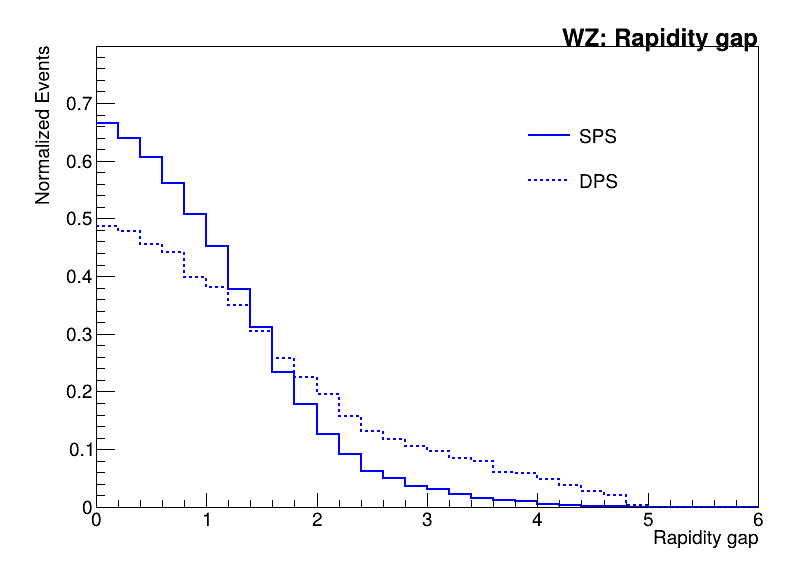 WZ: Rapidity gap
Normalized Events
0.7
0.6
0.5
0.4
0.3
0.2
0.1
0
SPS
DPS
0 1 2 3 4 5 6
Rapidity gap